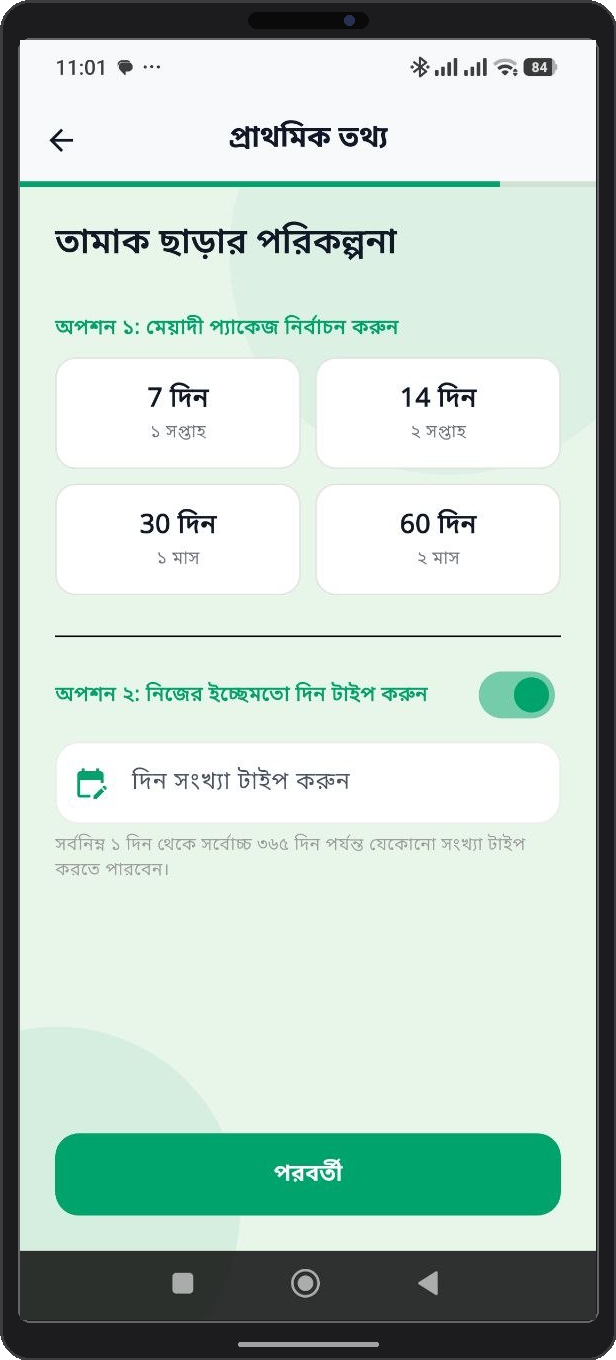 11:01
84
প্রাথমিক তথ্য
তামাক ছাড়ার পরিকল্পনা
অপশন ১: মেয়াদী প্যাকেজ নির্বাচন করুন
7 দিন
১ সপ্তাহ
14 দিন
২ সপ্তাহ
30 দিন
১ মাস
60 দিন
২ মাস
অপশন ২: নিজের ইচ্ছেমতো দিন টাইপ করুন
দিন সংখ্যা টাইপ করুন
সর্বনিম্ন ১ দিন থেকে সর্বোচ্চ ৩৬৫ দিন পর্যন্ত যেকোনো সংখ্যা টাইপ
করতে পারবেন।
পরবর্তী